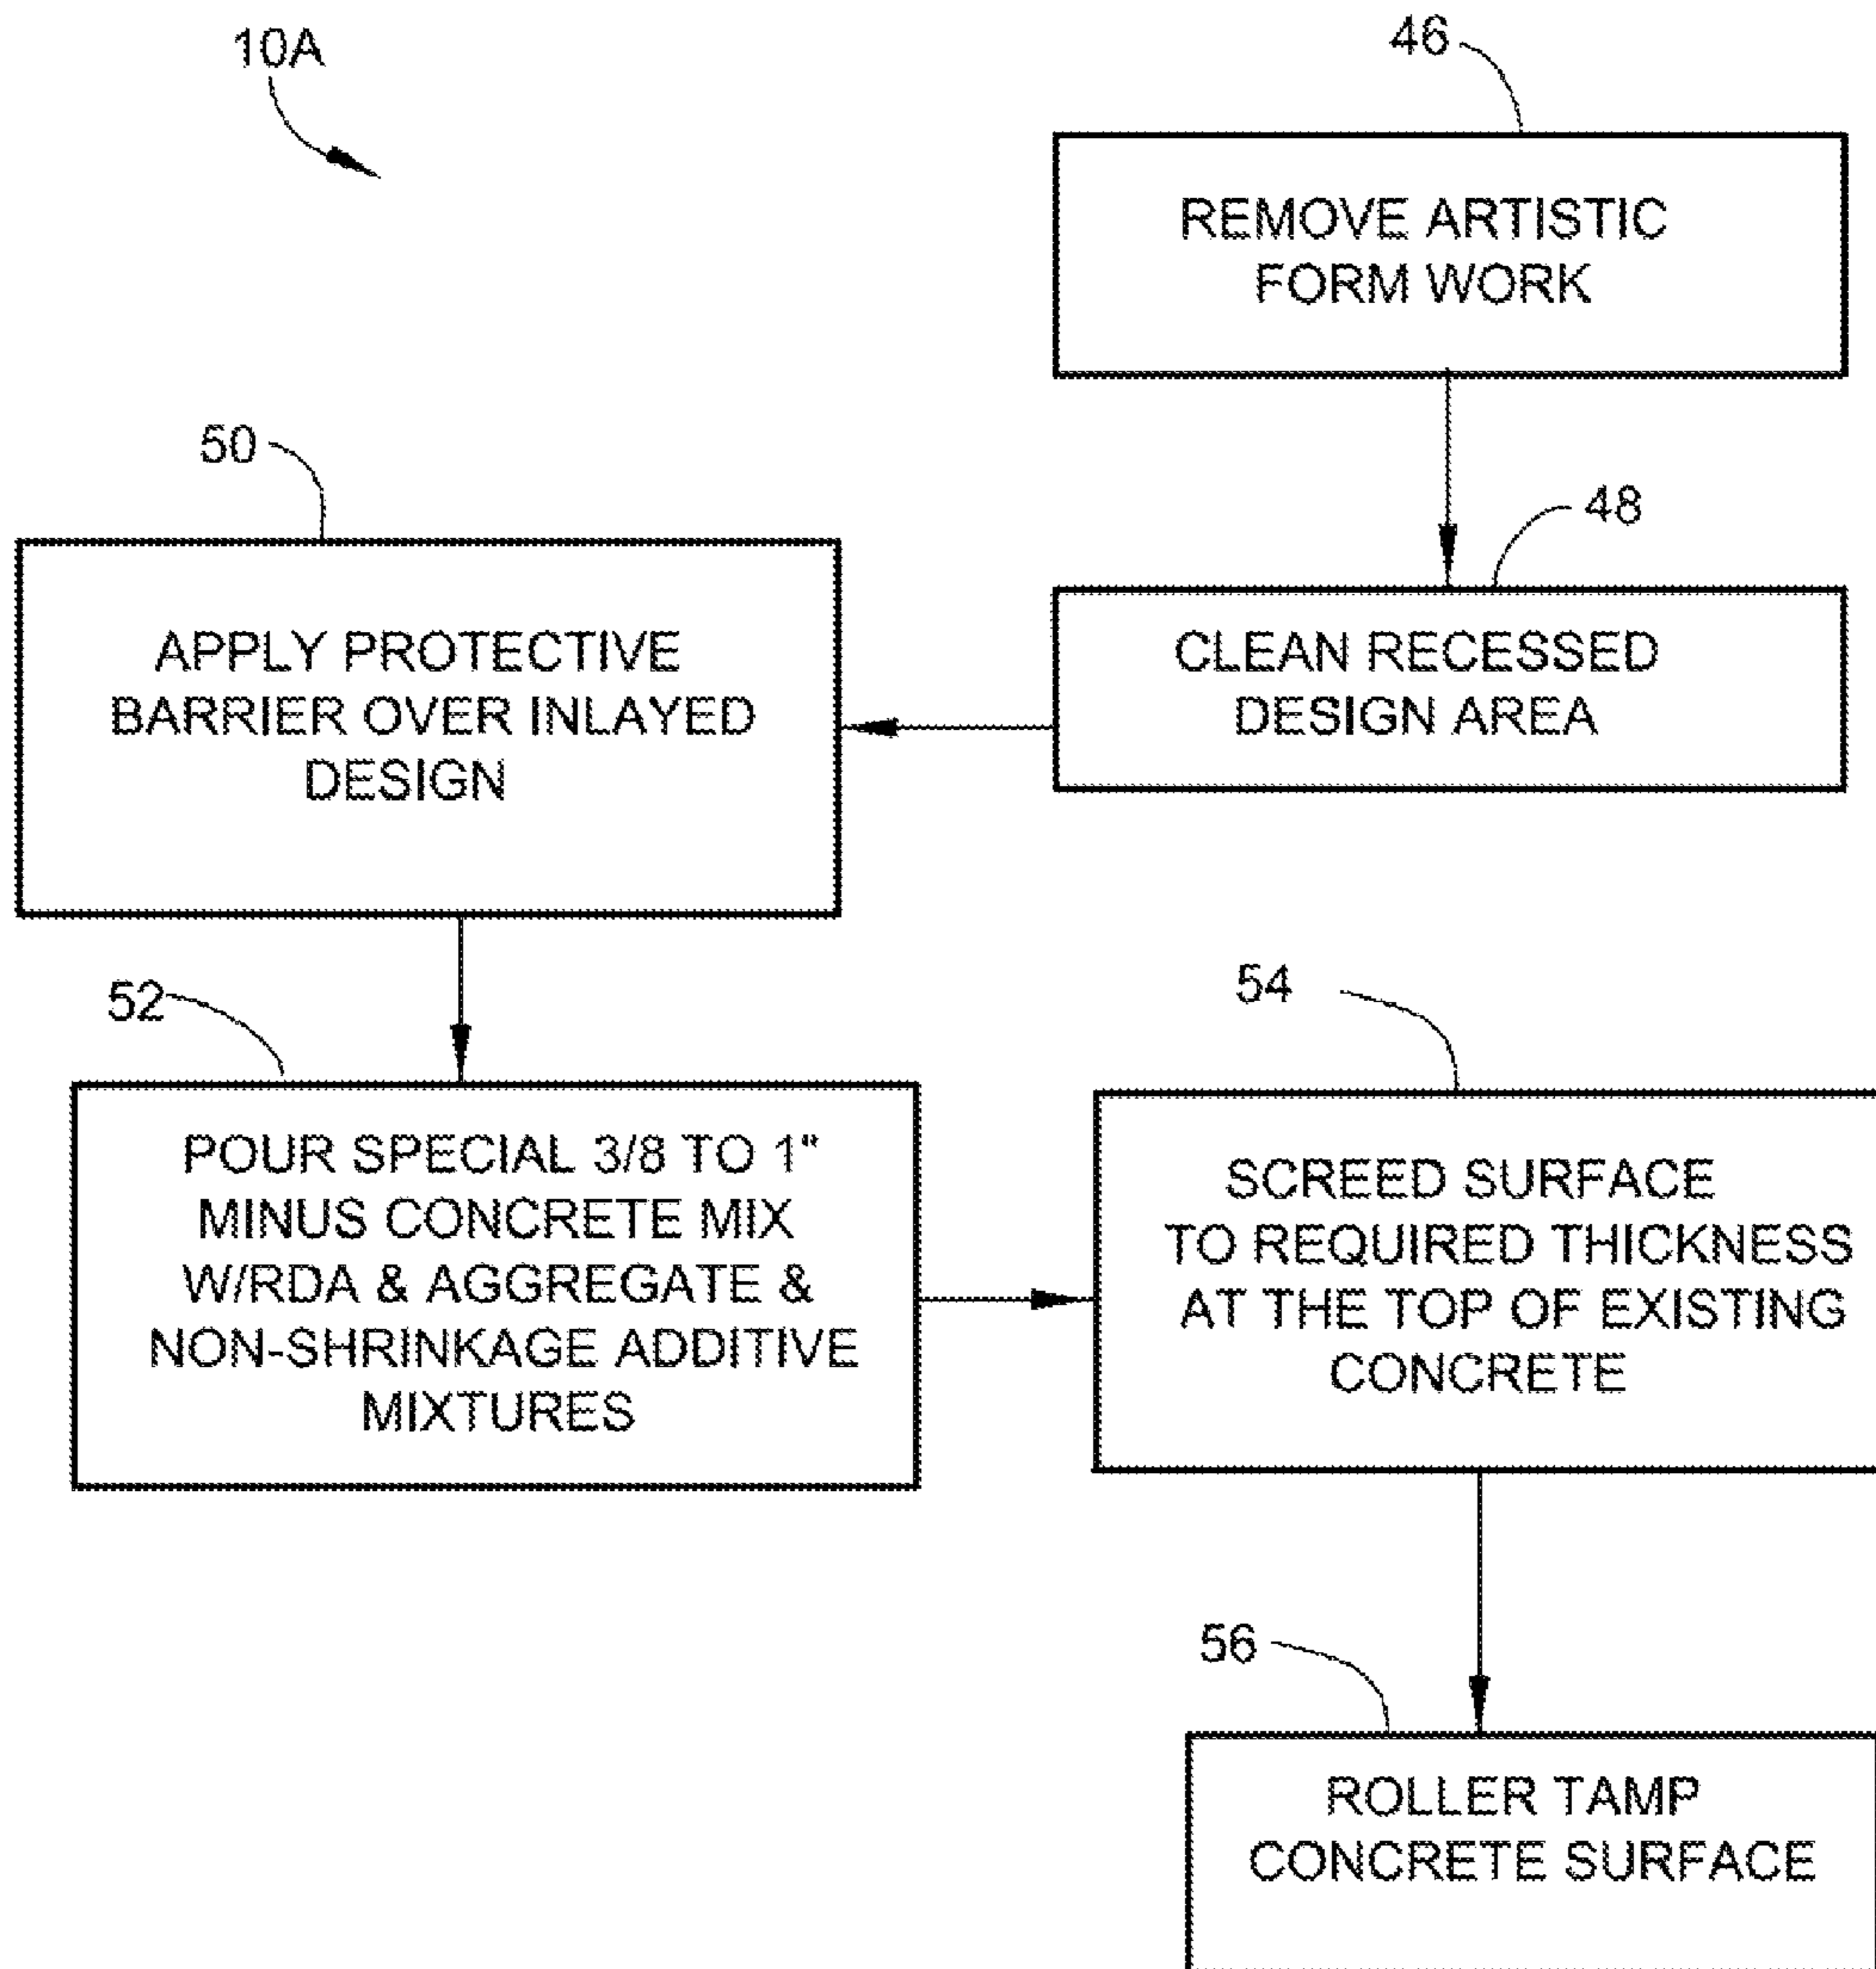 10A
46
REMOVE ARTISTIC
FORM WORK
48
CLEAN RECESSED
DESIGN AREA
50
APPLY PROTECTIVE
BARRIER OVER INLAYED
DESIGN
52
POUR SPECIAL 3/8 TO 1"
MINUS CONCRETE MIX
W/RDA & AGGREGATE &
NON-SHRINKAGE ADDITIVE
MIXTURES
54
SCREED SURFACE
TO REQUIRED THICKNESS
AT THE TOP OF EXISTING
CONCRETE
56
ROLLER TAMP
CONCRETE SURFACE